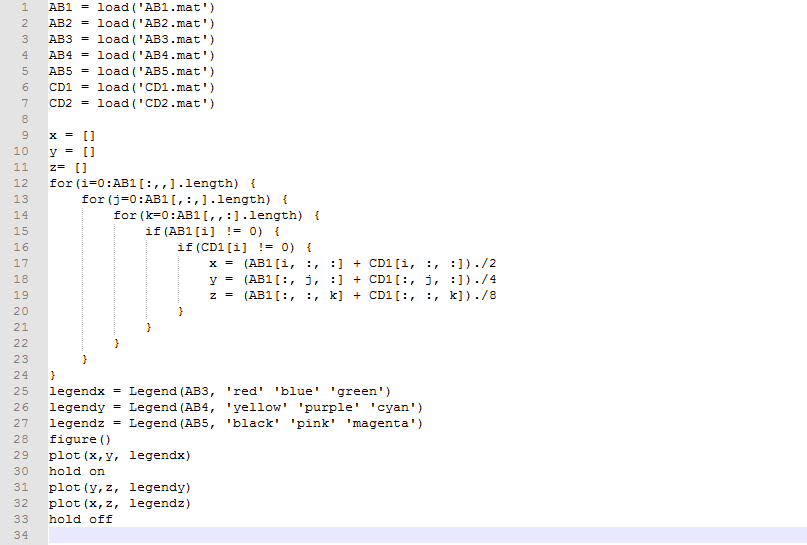 1 AB1 = load('AB1.mat')
2 AB2 = load('AB2.mat')
3 AB3 = load('AB3.mat')
4 AB4 = load('AB4.mat')
5 AB5 = load('AB5.mat')
6 CD1 = load('CD1.mat')
7 CD2 = load('CD2.mat')
8
9 x = []
10 y = []
11 z= []
12 for(i=0:AB1[:,,].length) {
13     for(j=0:AB1[,:,].length) {
14         for(k=0:AB1[,,:].length) {
15             if(AB1[i] != 0) {
16                 if(CD1[i] != 0) {
17                     x = (AB1[i, :, :] + CD1[i, :, :])./2
18                     y = (AB1[:, j, :] + CD1[:, j, :])./4
19                     z = (AB1[:, :, k] + CD1[:, :, k])./8
20                 }
21             }
22         }
23     }
24 }
25 legendx = Legend(AB3, 'red' 'blue' 'green')
26 legendy = Legend(AB4, 'yellow' 'purple' 'cyan')
27 legendz = Legend(AB5, 'black' 'pink' 'magenta')
28 figure()
29 plot(x,y, legendx)
30 hold on
31 plot(y,z, legendy)
32 plot(x,z, legendz)
33 hold off
34